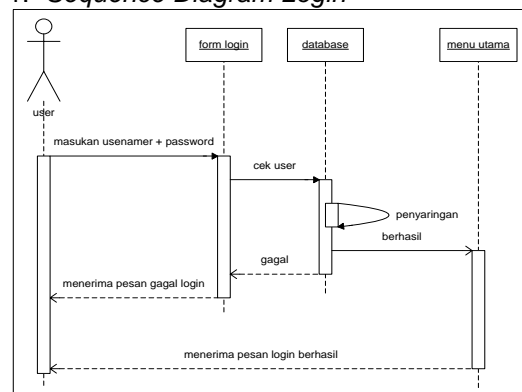 Sequence Diagram Login
form login
database
menu utama
user
masukan usenamer + password
cek user
penyaringan
berhasil
gagal
menerima pesan gagal login
menerima pesan login berhasil